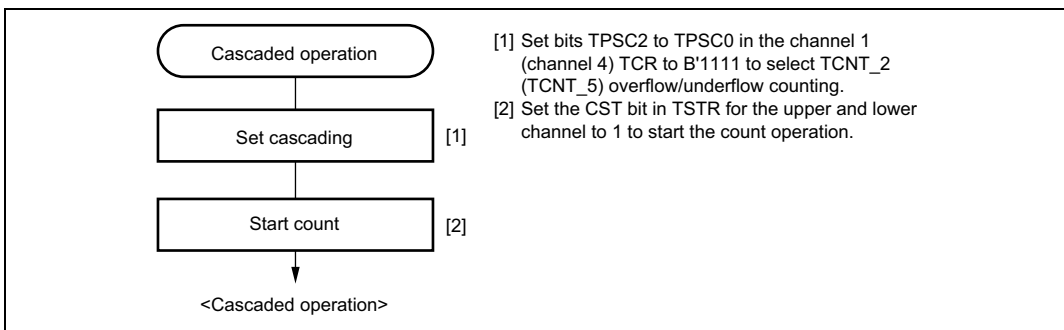 Cascaded operation
Set cascading
[1]
Start count
[2]
<Cascaded operation>
[1] Set bits TPSC2 to TPSC0 in the channel 1
(channel 4) TCR to B'1111 to select TCNT_2
(TCNT_5) overflow/underflow counting.
[2] Set the CST bit in TSTR for the upper and lower
channel to 1 to start the count operation.